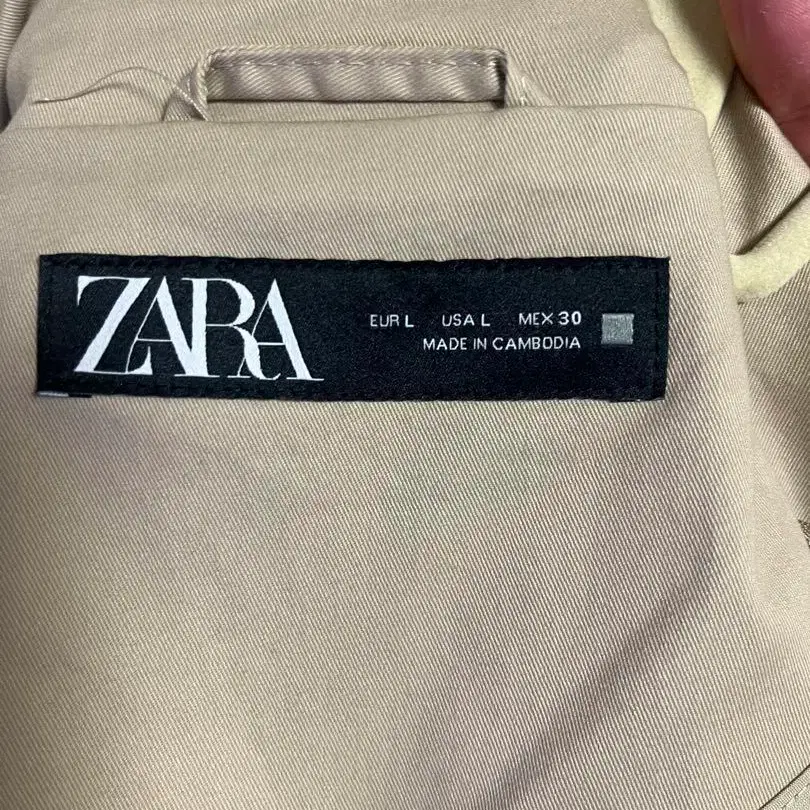 ZARA
EUR L USA L MEX 30
MADE IN CAMBODIA